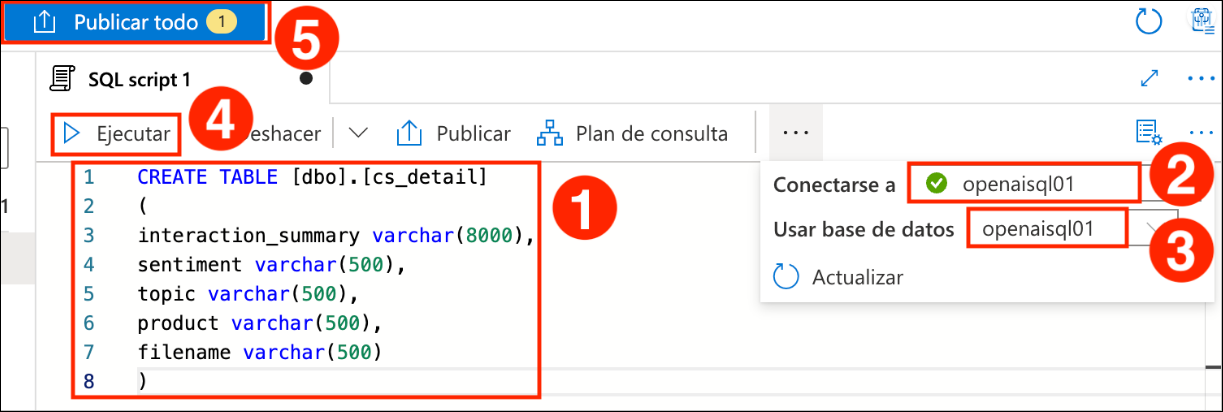 Publicar todo 1
5
SQL script 1
Ejecutar 4 eshacer Publicar Plan de consulta
1 CREATE TABLE [dbo].[cs_detail]
2 (
3 interaction_summary varchar(8000),
4 sentiment varchar(500),
5 topic varchar(500),
6 product varchar(500),
7 filename varchar(500)
8 )
1
Conectarse a openaisql01 2
Usar base de datos openaisql01 3
Actualizar
1